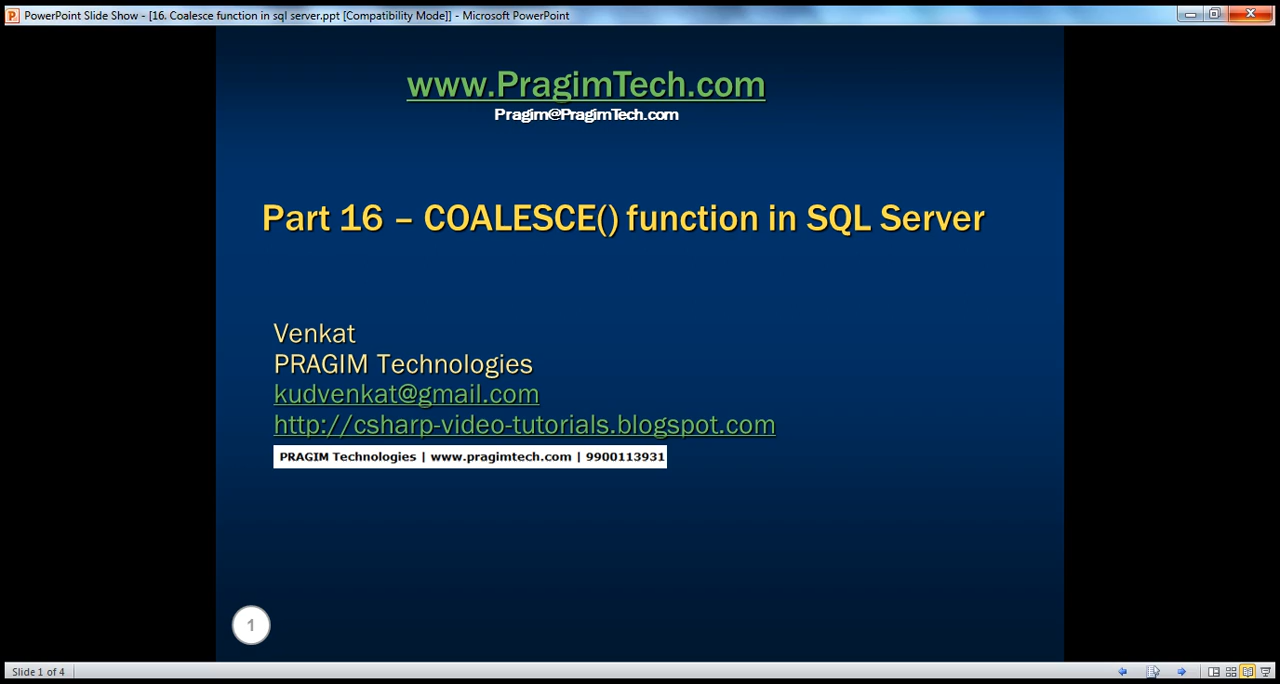 PowerPoint Slide Show - [16. Coalesce function in sql server.ppt [Compatibility Mode]] - Microsoft PowerPoint
www.PragimTech.com
Pragim@PragimTech.com
Part 16 – COALESCE() function in SQL Server
Venkat
PRAGIM Technologies
kudvenkat@gmail.com
http://csharp-video-tutorials.blogspot.com
PRAGIM Technologies | www.pragimtech.com | 9900113931
1
Slide 1 of 4